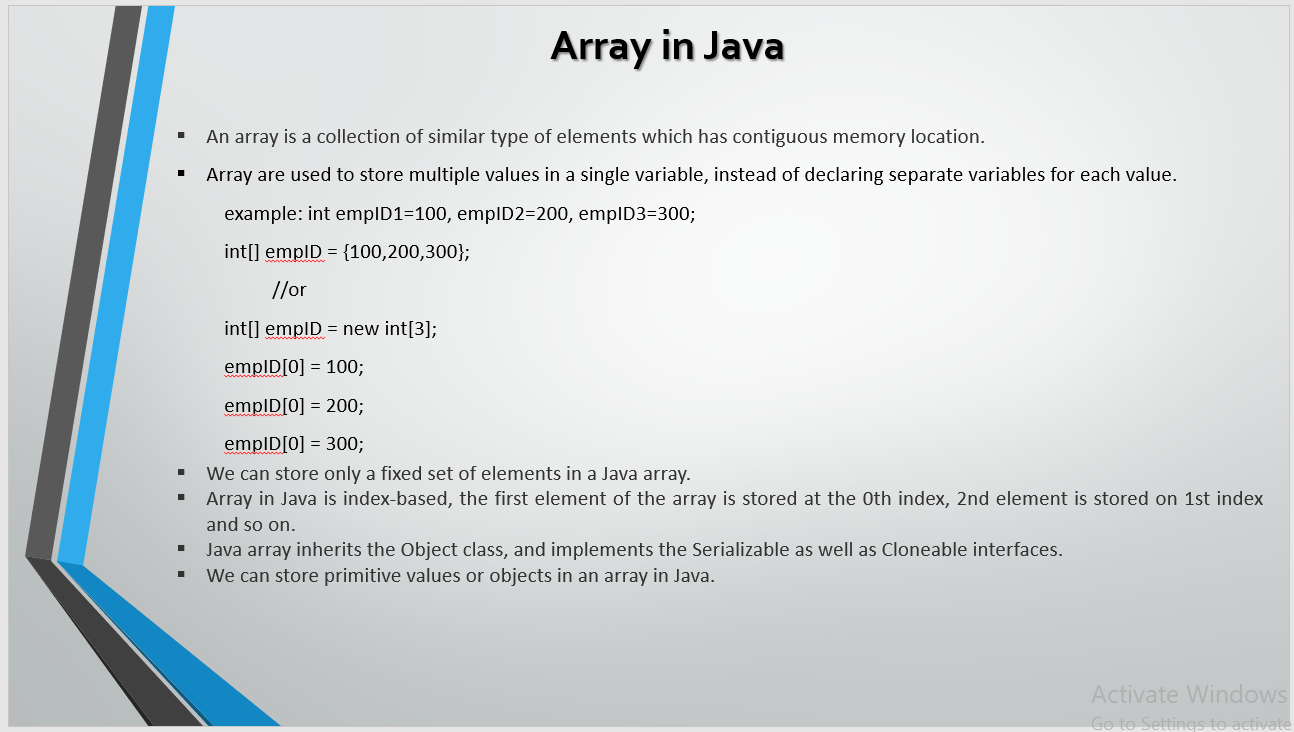 Array in Java
▪ An array is a collection of similar type of elements which has contiguous memory location.
▪ Array are used to store multiple values in a single variable, instead of declaring separate variables for each value.
example: int empID1=100, empID2=200, empID3=300;
int[] empID = {100,200,300};
//or
int[] empID = new int[3];
empID[0] = 100;
empID[0] = 200;
empID[0] = 300;
▪ We can store only a fixed set of elements in a Java array.
▪ Array in Java is index-based, the first element of the array is stored at the 0th index, 2nd element is stored on 1st index
and so on.
▪ Java array inherits the Object class, and implements the Serializable as well as Cloneable interfaces.
▪ We can store primitive values or objects in an array in Java.
Activate Windows
Go to Settings to activate